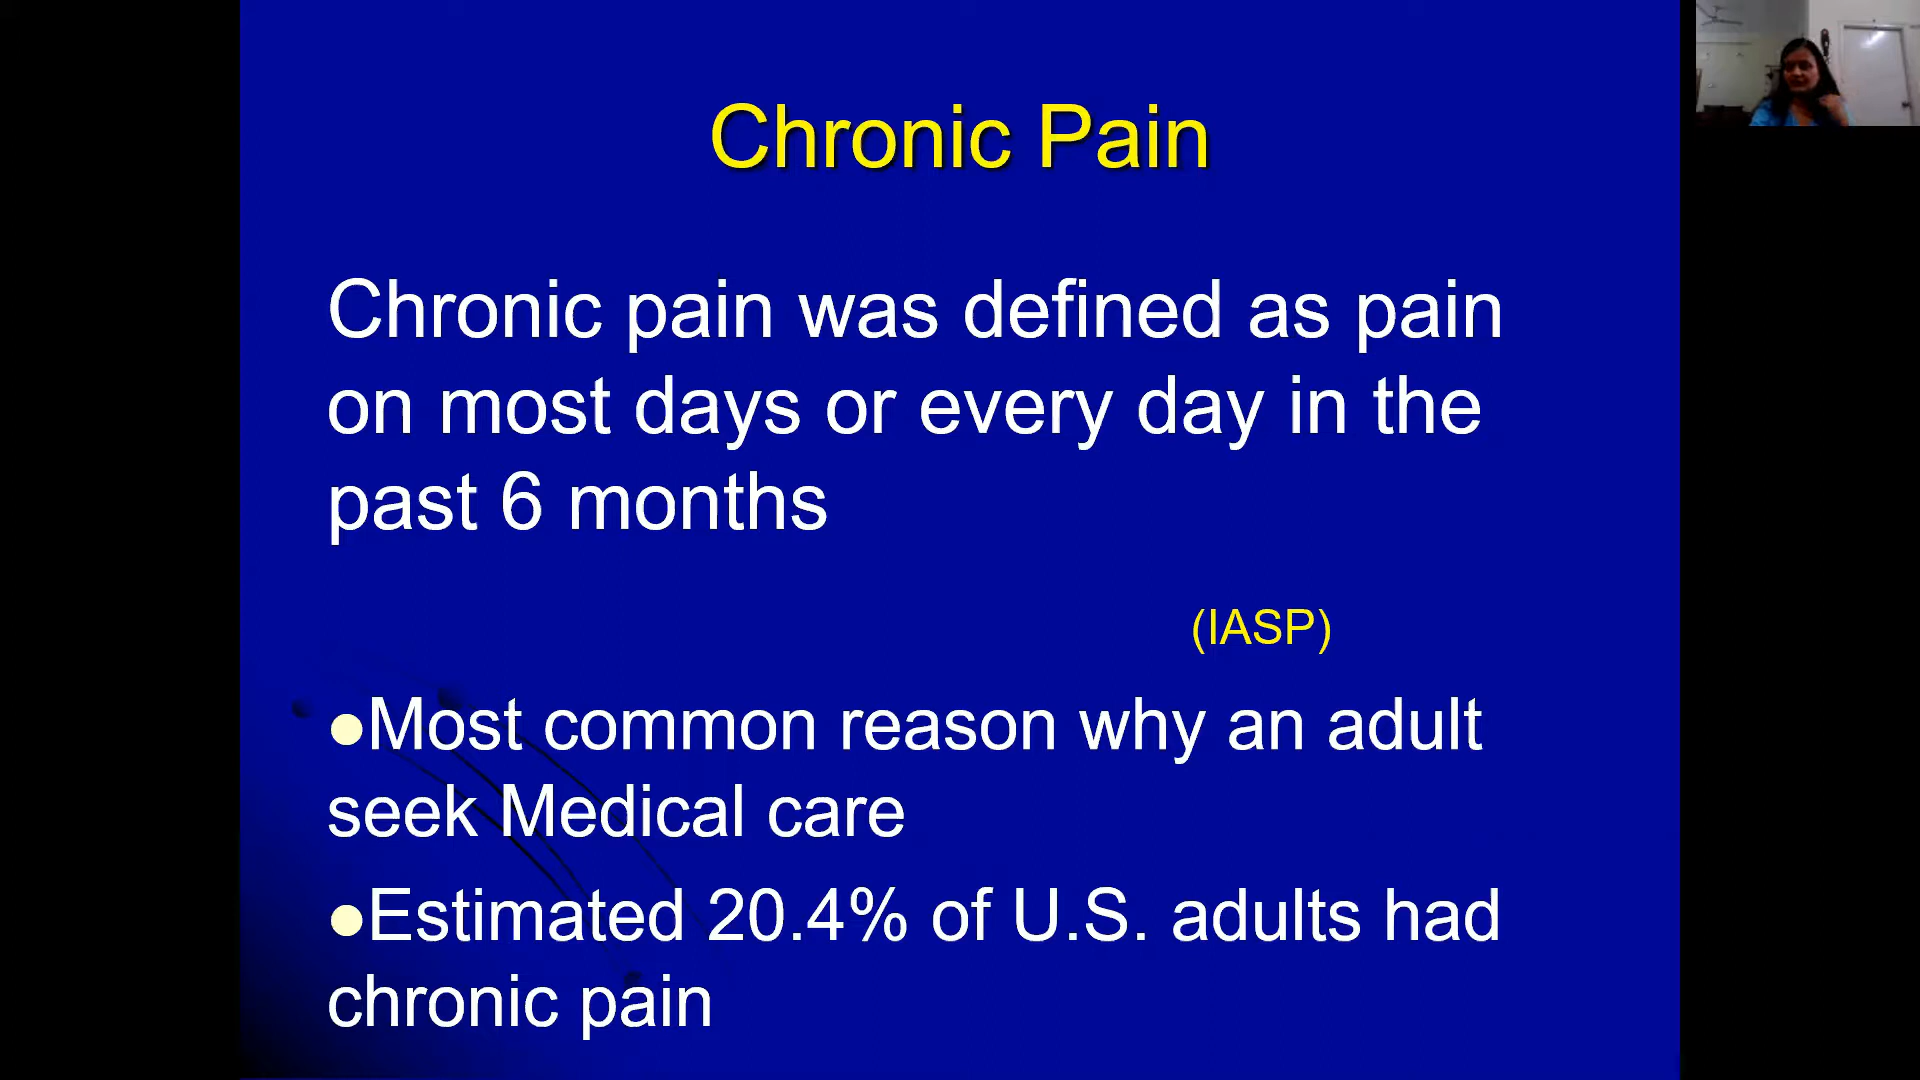 Chronic Pain
Chronic pain was defined as pain
on most days or every day in the
past 6 months
(IASP)
●Most common reason why an adult
seek Medical care
●Estimated 20.4% of U.S. adults had
chronic pain